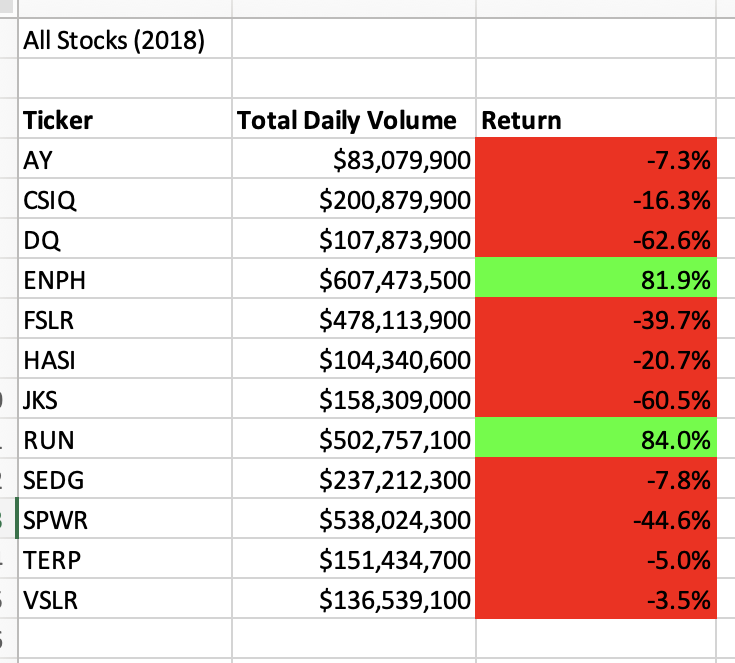 All Stocks (2018)
Ticker Total Daily Volume Return
AY $83,079,900 -7.3%
CSIQ $200,879,900 -16.3%
DQ $107,873,900 -62.6%
ENPH $607,473,500 81.9%
FSLR $478,113,900 -39.7%
HASI $104,340,600 -20.7%
JKS $158,309,000 -60.5%
RUN $502,757,100 84.0%
SEDG $237,212,300 -7.8%
SPWR $538,024,300 -44.6%
TERP $151,434,700 -5.0%
VSLR $136,539,100 -3.5%